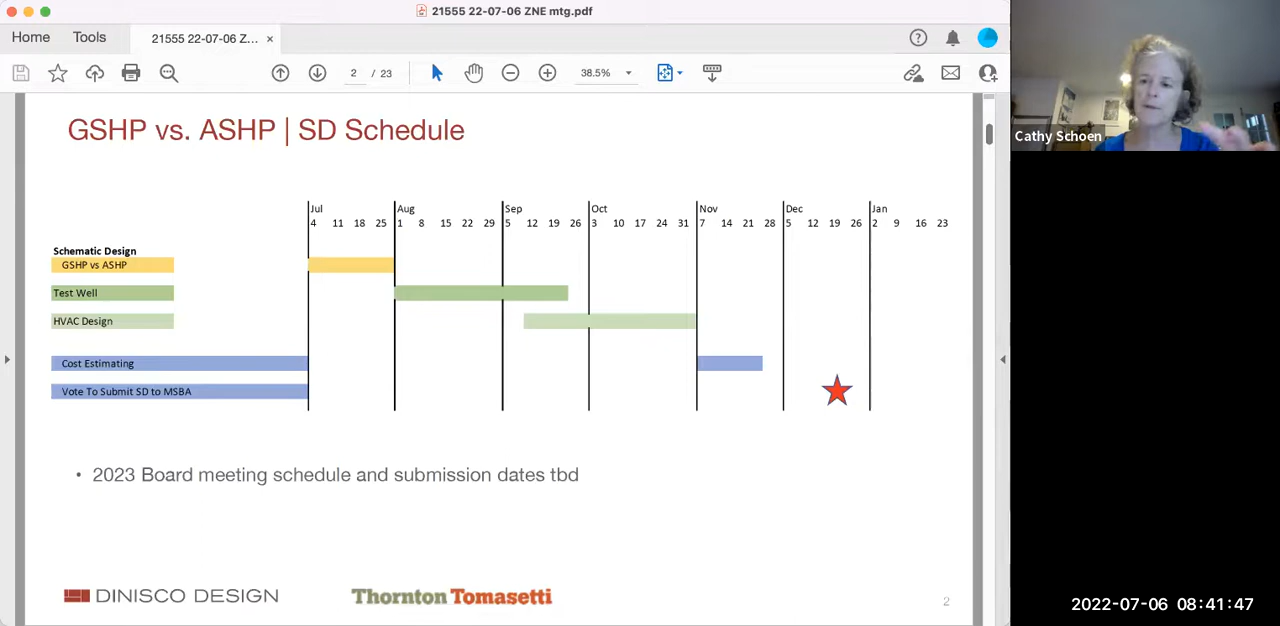 21555 22-07-06 ZNE mtg.pdf
Home Tools 21555 22-07-06 Z... ×
2 / 23 38.5%
GSHP vs. ASHP | SD Schedule
Jul Aug Sep Oct Nov Dec Jan
4 11 18 25 1 8 15 22 29 5 12 19 26 3 10 17 24 31 7 14 21 28 5 12 19 26 2 9 16 23
Schematic Design
GSHP vs ASHP
Test Well
HVAC Design
Cost Estimating
Vote To Submit SD to MSBA
• 2023 Board meeting schedule and submission dates tbd
DINISCO DESIGN Thornton Tomasetti 2
Cathy Schoen
2022-07-06 08:41:47